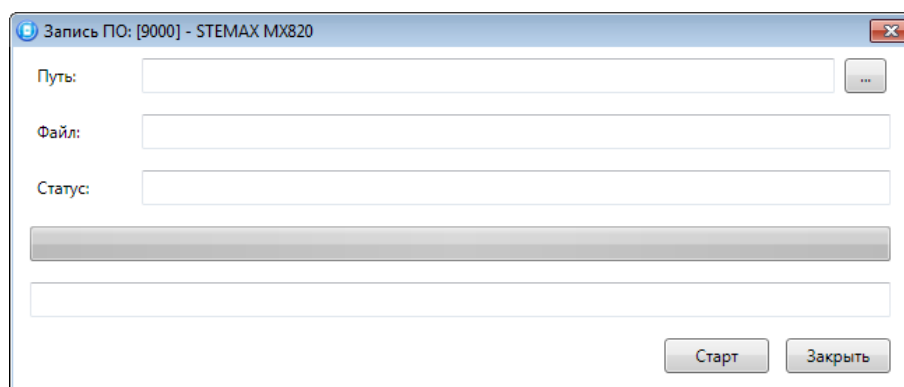 Запись ПО: [9000] - STEMAX MX820
Путь:
...
Файл:
Статус:
Старт
Закрыть